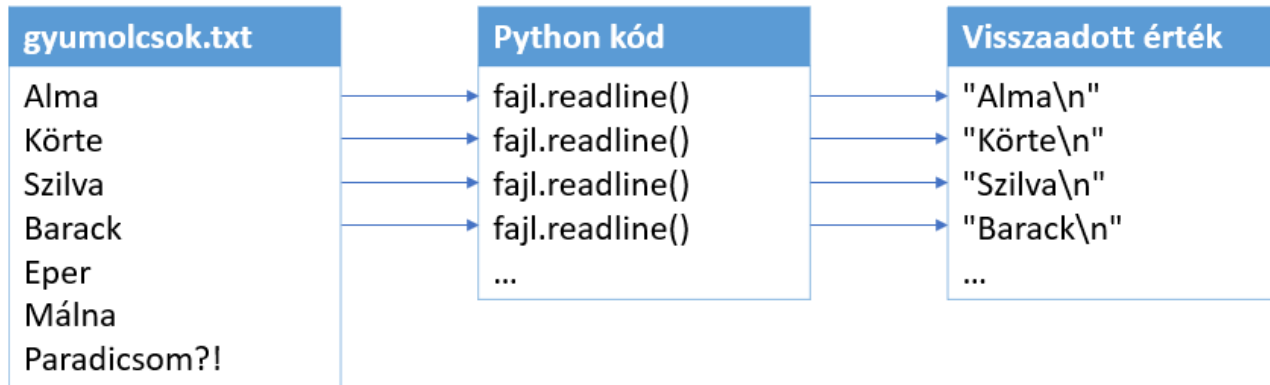 gyumolcsok.txt
Alma
Körte
Szilva
Barack
Eper
Málna
Paradicsom?!
Python kód
fajl.readline()
fajl.readline()
fajl.readline()
fajl.readline()
...
Visszaadott érték
"Alma\n"
"Körte\n"
"Szilva\n"
"Barack\n"
...